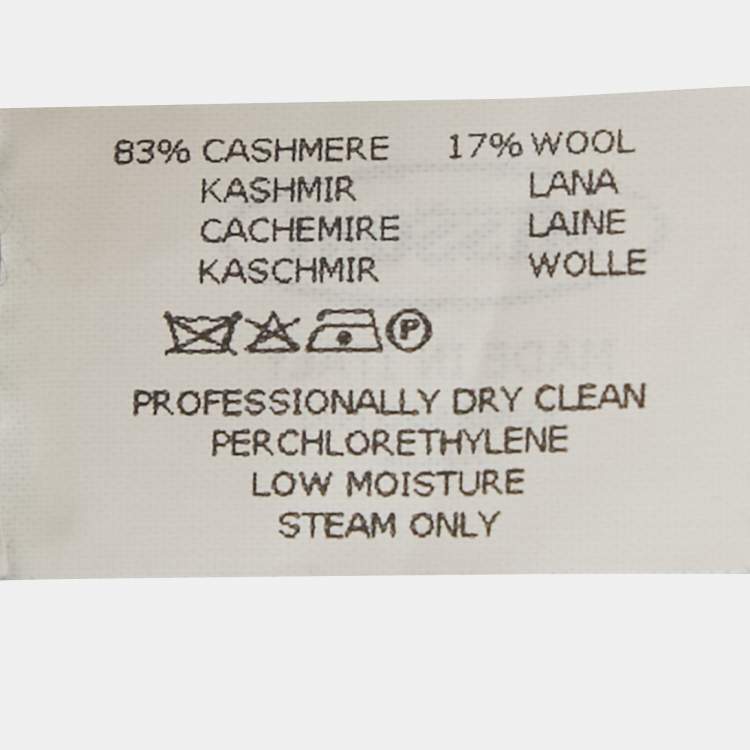 83% CASHMERE 17% WOOL
KASHMIR LANA
CACHEMIRE LAINE
KASCHMIR WOLLE
P
PROFESSIONALLY DRY CLEAN
PERCHLORETHYLENE
LOW MOISTURE
STEAM ONLY